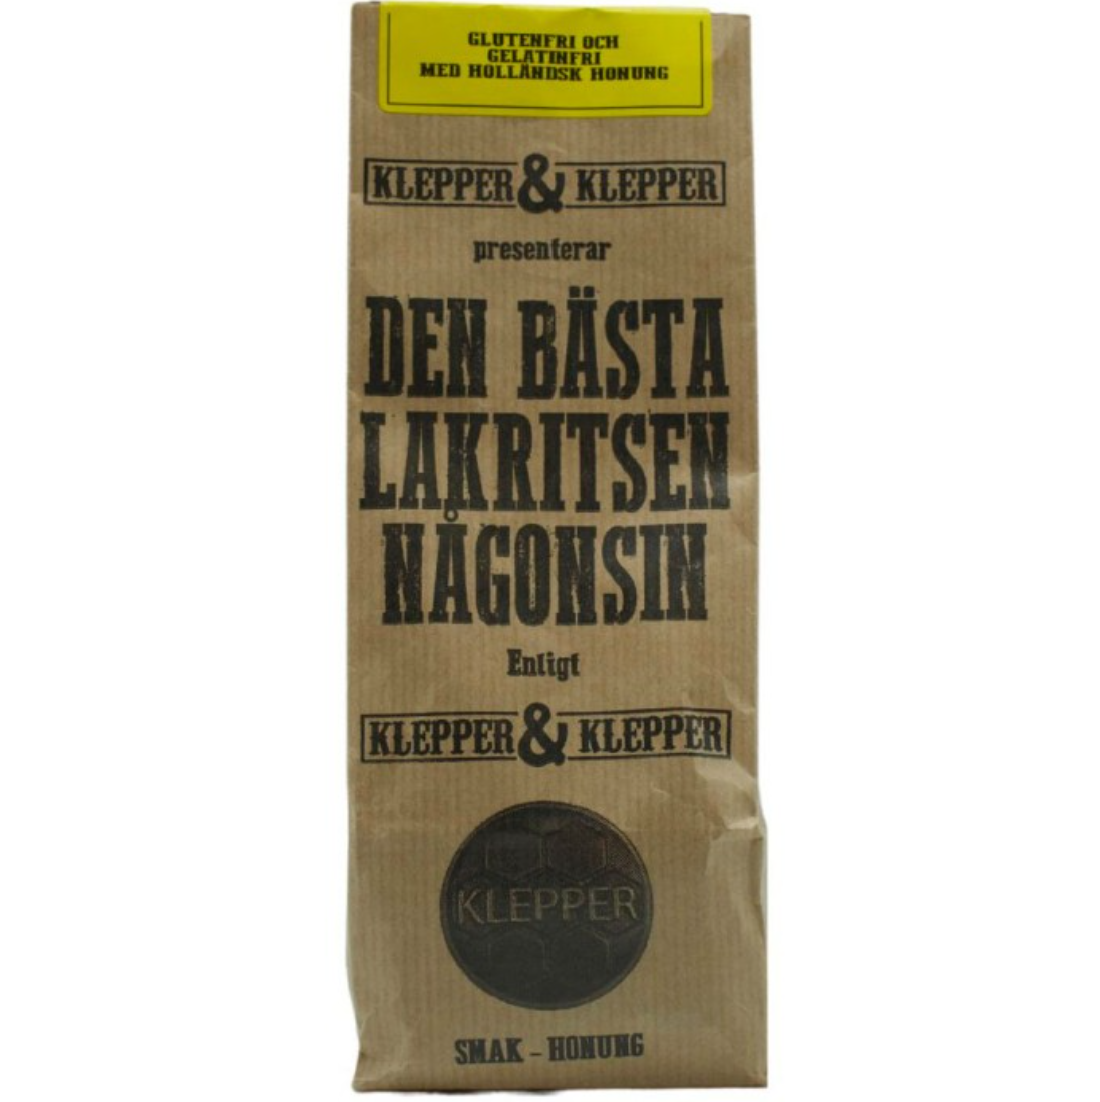 GLUTENFRI OCH
GELATINFRI
MED HOLLÄNDSK HONUNG
KLEPPER & KLEPPER
presenterar
DEN BÄSTA
LAKRITSEN
NÅGONSIN
Enligt
KLEPPER & KLEPPER
KLEPPER
SMAK - HONUNG